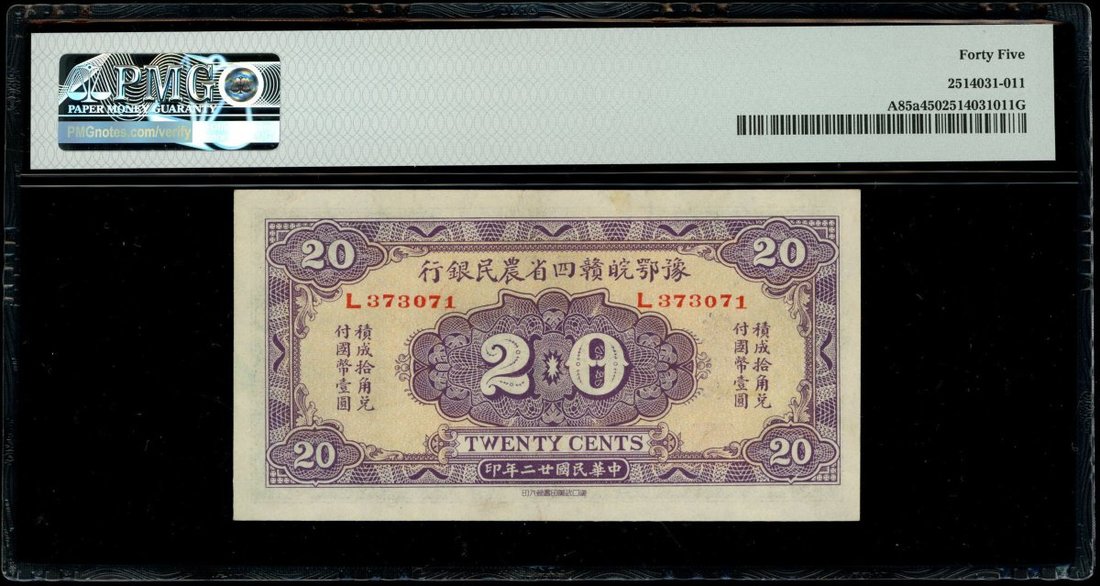 PMG
PAPER MONEY GUARANTY
PMGnotes.com/verify
Forty Five
2514031-011
A85a4502514031011G
20
20
行銀民農省四贛皖鄂豫
L373071
L373071
積成拾角兌
付國幣壹圓
20
積成拾角兌
付國幣壹圓
TWENTY CENTS
20
20
印年二廿國民華中